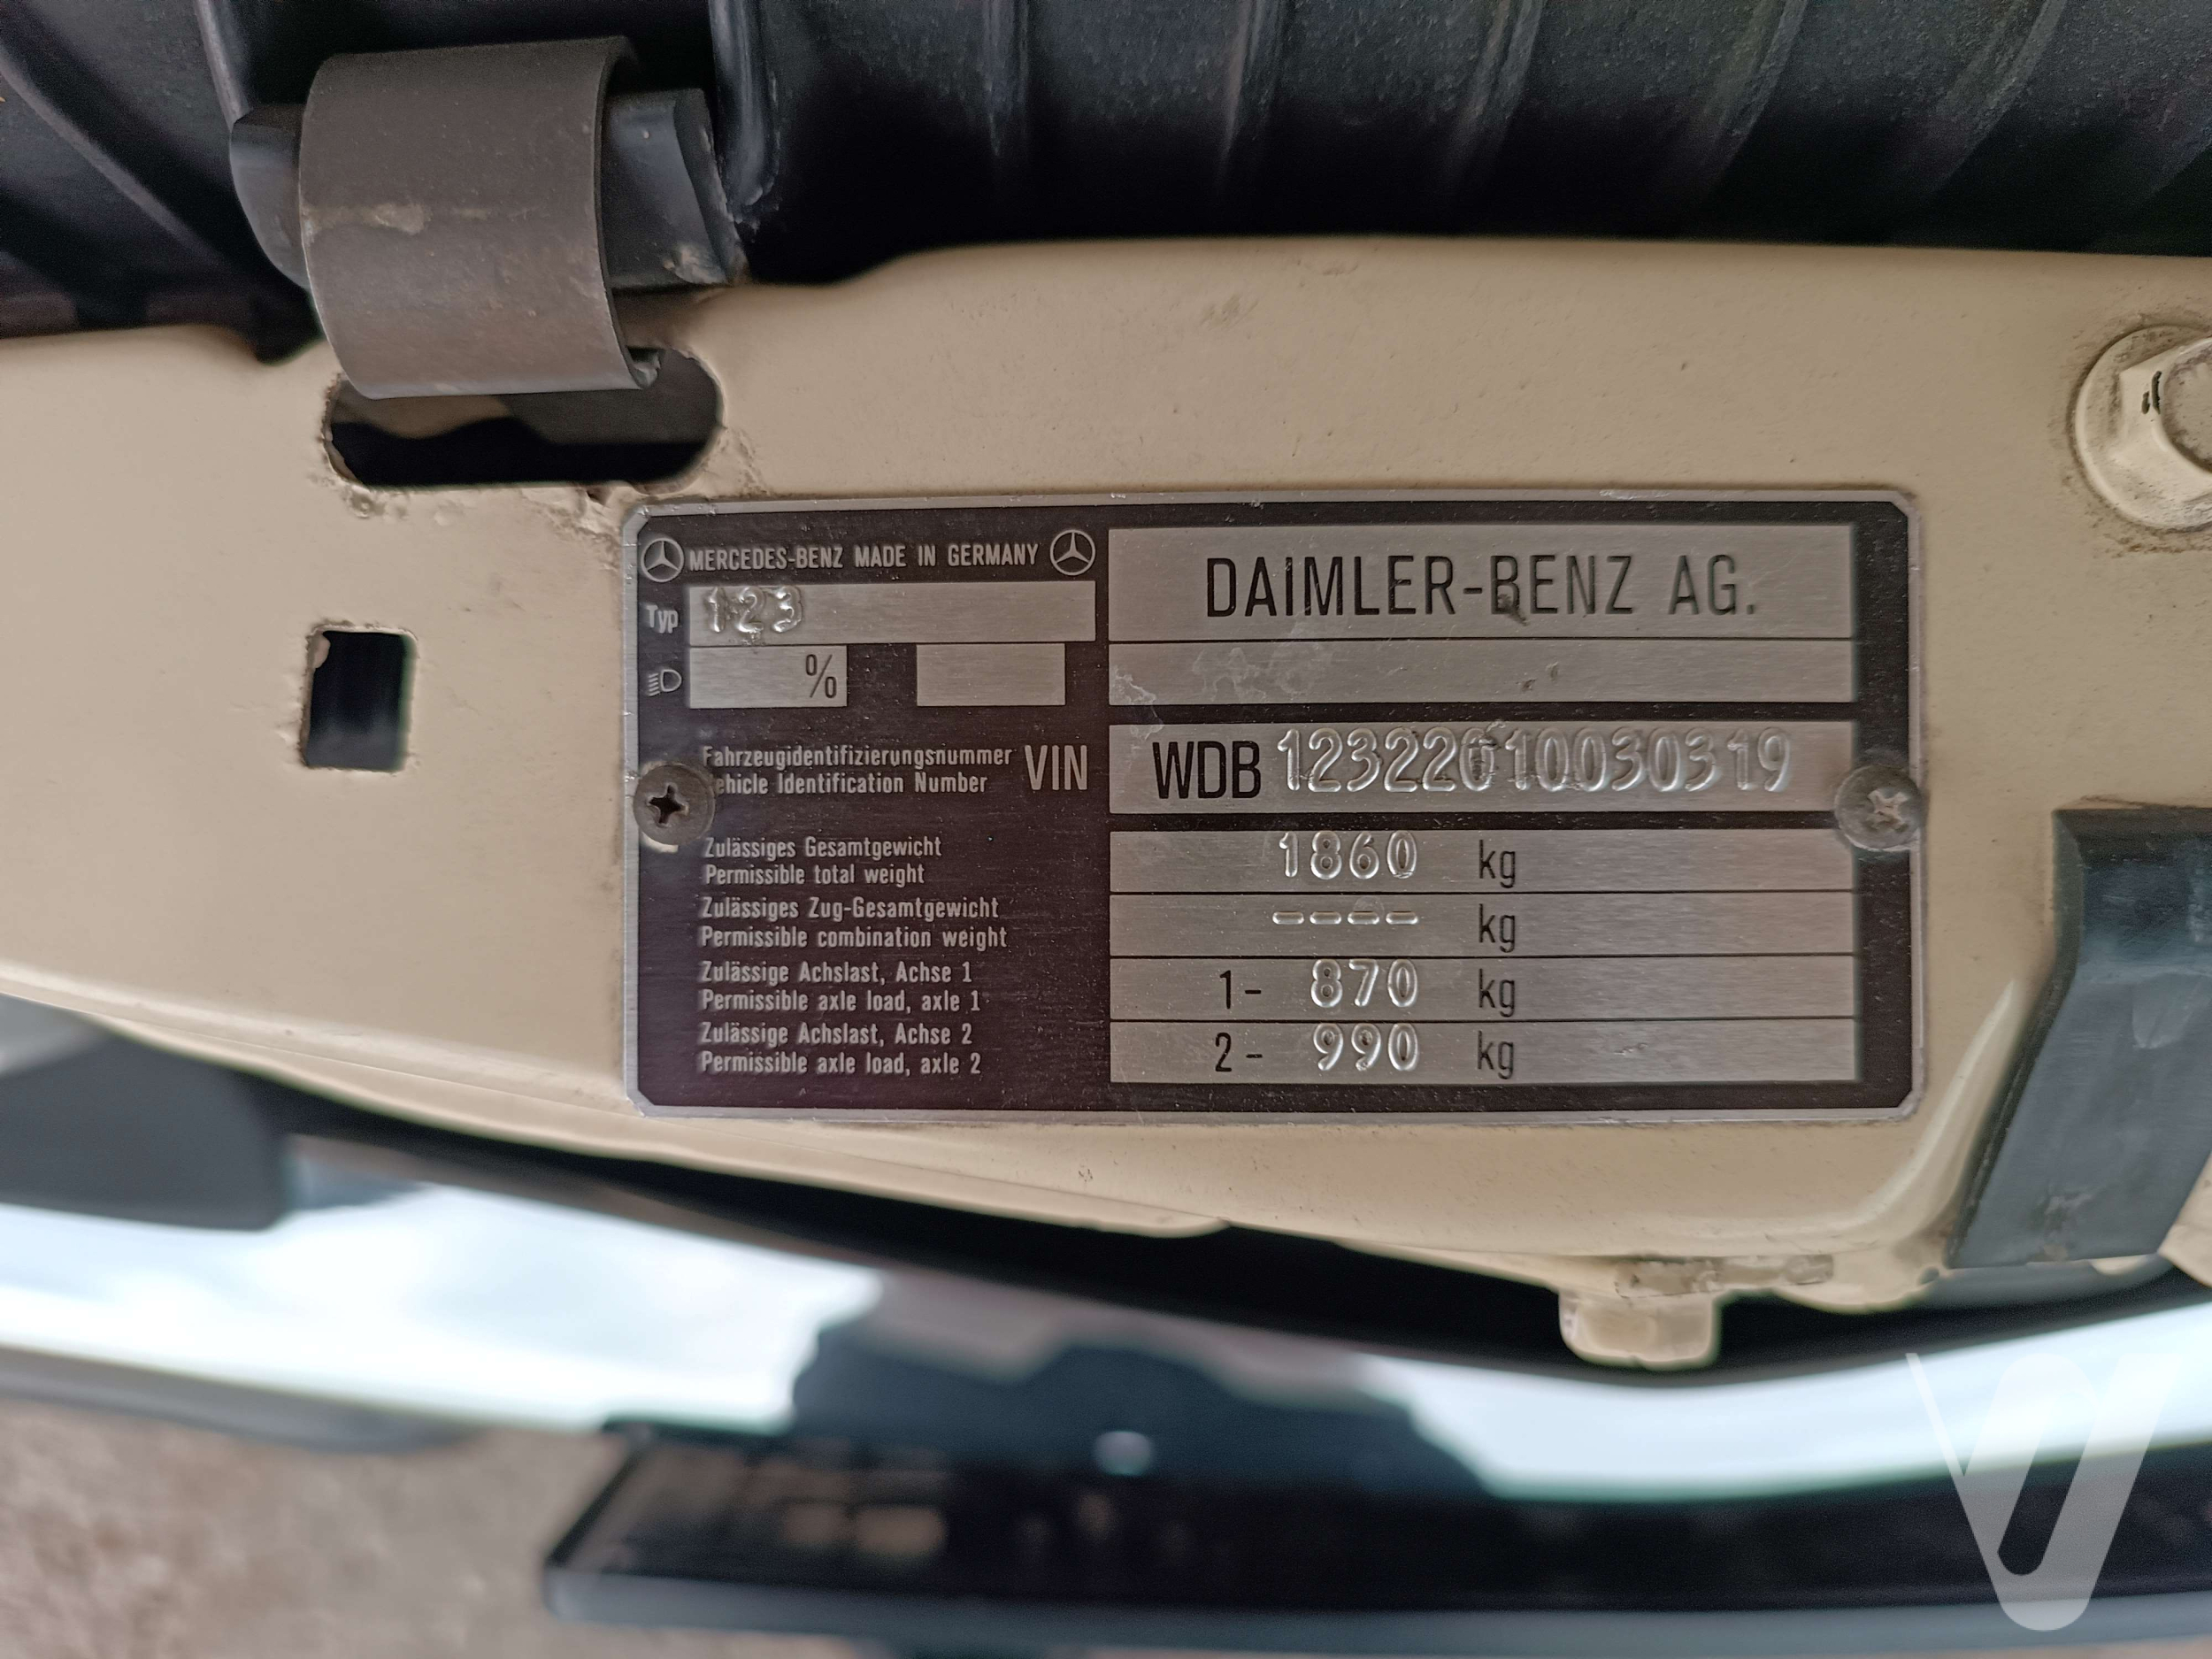 MERCEDES-BENZ MADE IN GERMANY
DAIMLER-BENZ AG.
Typ 123
%
Fahrzeugidentifizierungsnummer
Vehicle Identification Number
VIN WDB 12322010030319
Zulässiges Gesamtgewicht
Permissible total weight
1860 kg
Zulässiges Zug-Gesamtgewicht
Permissible combination weight
---- kg
Zulässige Achslast, Achse 1
Permissible axle load, axle 1
1- 870 kg
Zulässige Achslast, Achse 2
Permissible axle load, axle 2
2- 990 kg